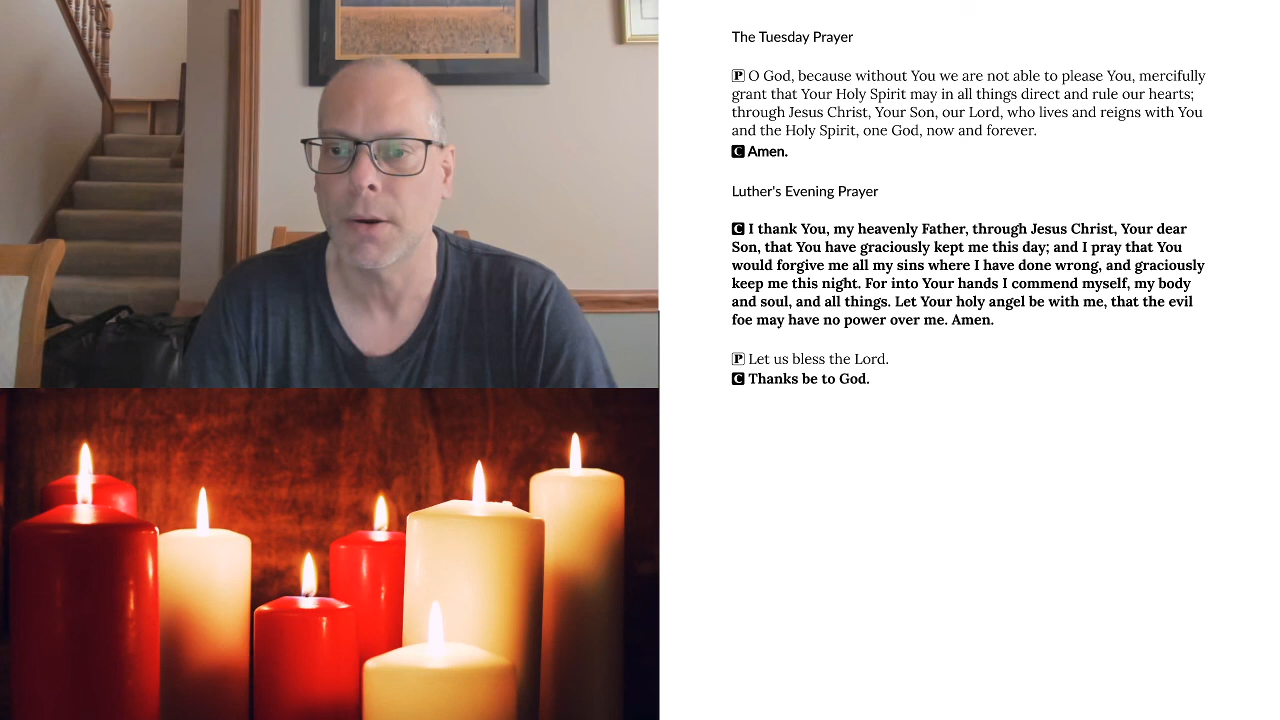 The Tuesday Prayer
P O God, because without You we are not able to please You, mercifully
grant that Your Holy Spirit may in all things direct and rule our hearts;
through Jesus Christ, Your Son, our Lord, who lives and reigns with You
and the Holy Spirit, one God, now and forever.
C Amen.
Luther's Evening Prayer
C I thank You, my heavenly Father, through Jesus Christ, Your dear
Son, that You have graciously kept me this day; and I pray that You
would forgive me all my sins where I have done wrong, and graciously
keep me this night. For into Your hands I commend myself, my body
and soul, and all things. Let Your holy angel be with me, that the evil
foe may have no power over me. Amen.
P Let us bless the Lord.
C Thanks be to God.